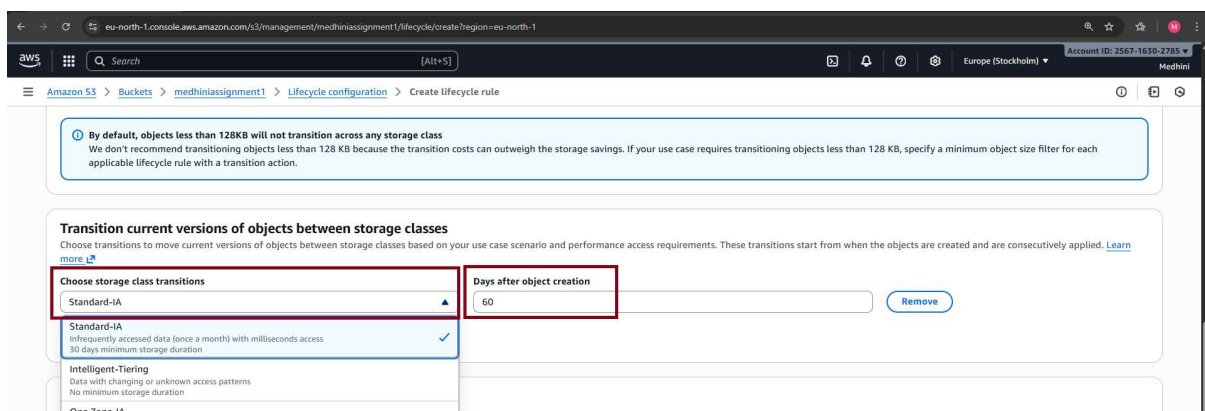 eu-north-1.console.aws.amazon.com/s3/management/medhiniassignment1/lifecycle/create?region=eu-north-1
M
aws
Search
[Alt+S]
Europe (Stockholm)
Account ID: 2567-1630-2785
Medhini
Amazon S3 > Buckets > medhiniassignment1 > Lifecycle configuration > Create lifecycle rule
By default, objects less than 128KB will not transition across any storage class
We don't recommend transitioning objects less than 128 KB because the transition costs can outweigh the storage savings. If your use case requires transitioning objects less than 128 KB, specify a minimum object size filter for each
applicable lifecycle rule with a transition action.
Transition current versions of objects between storage classes
Choose transitions to move current versions of objects between storage classes based on your use case scenario and performance access requirements. These transitions start from when the objects are created and are consecutively applied. Learn
more
Choose storage class transitions
Days after object creation
Standard-IA
60
Remove
Standard-IA
Infrequently accessed data (once a month) with milliseconds access
30 days minimum storage duration
Intelligent-Tiering
Data with changing or unknown access patterns
No minimum storage duration
One Zone-IA